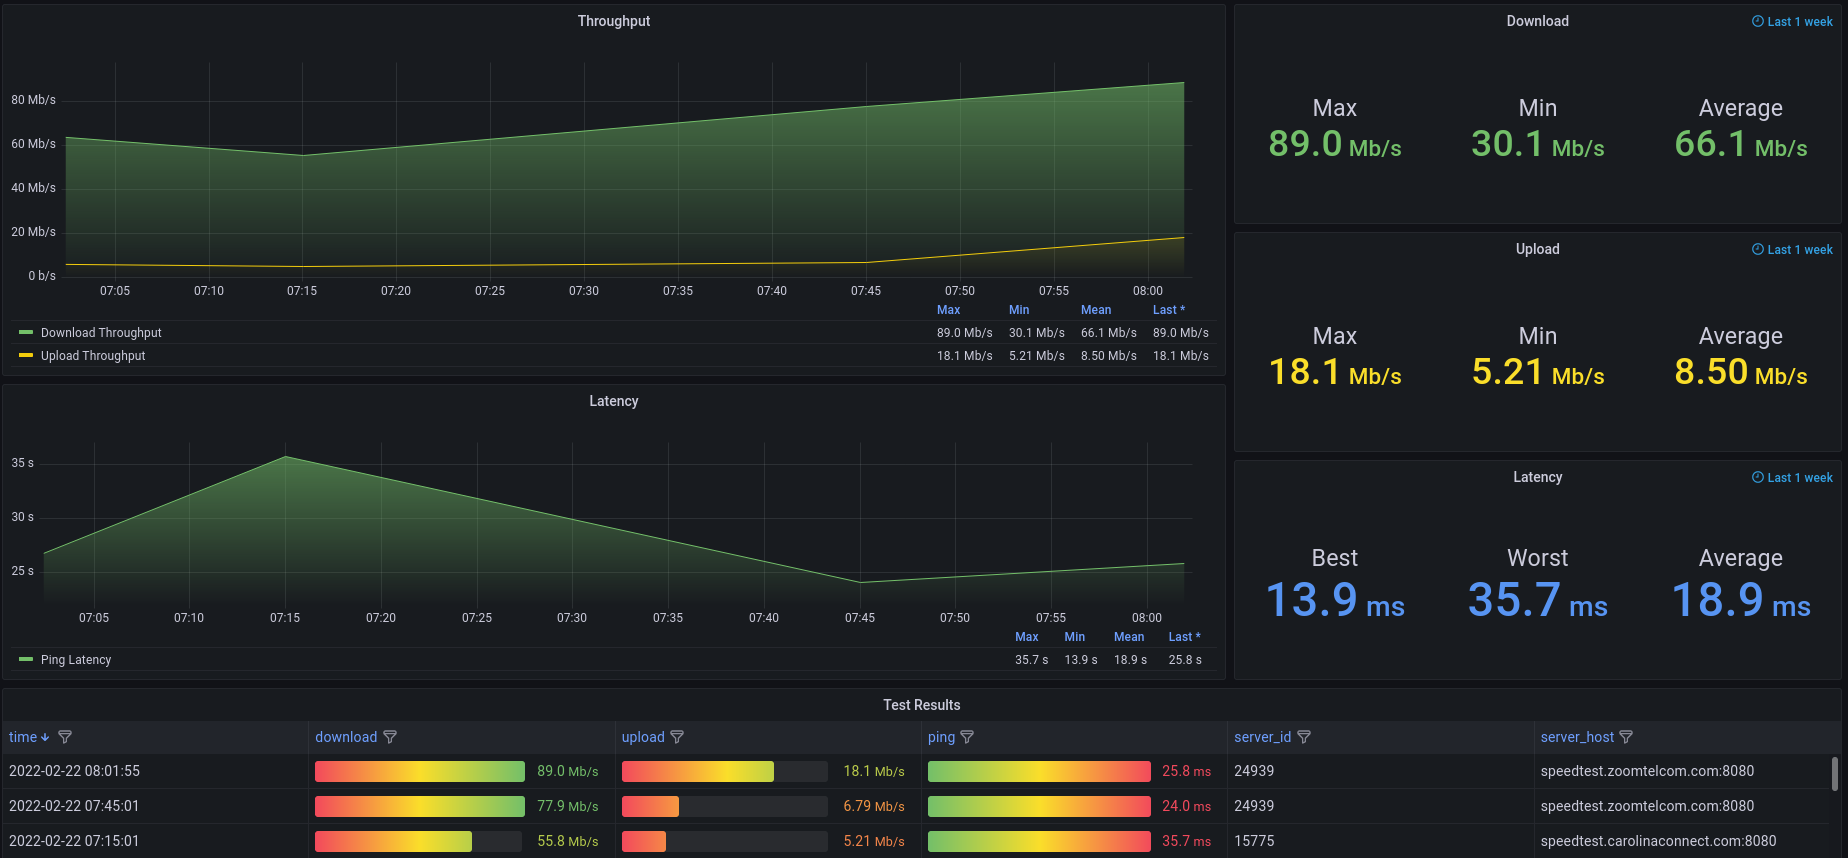 Throughput
80 Mb/s
60 Mb/s
40 Mb/s
20 Mb/s
0 b/s
07:05 07:10 07:15 07:20 07:25 07:30 07:35 07:40 07:45 07:50 07:55 08:00
Max Min Mean Last *
Download Throughput 89.0 Mb/s 30.1 Mb/s 66.1 Mb/s 89.0 Mb/s
Upload Throughput 18.1 Mb/s 5.21 Mb/s 8.50 Mb/s 18.1 Mb/s
Download Last 1 week
Max Min Average
89.0 Mb/s 30.1 Mb/s 66.1 Mb/s
Upload Last 1 week
Max Min Average
18.1 Mb/s 5.21 Mb/s 8.50 Mb/s
Latency
35 s
30 s
25 s
07:05 07:10 07:15 07:20 07:25 07:30 07:35 07:40 07:45 07:50 07:55 08:00
Max Min Mean Last *
Ping Latency 35.7 s 13.9 s 18.9 s 25.8 s
Latency Last 1 week
Best Worst Average
13.9 ms 35.7 ms 18.9 ms
Test Results
time download upload ping server_id server_host
2022-02-22 08:01:55 89.0 Mb/s 18.1 Mb/s 25.8 ms 24939 speedtest.zoomtelcom.com:8080
2022-02-22 07:45:01 77.9 Mb/s 6.79 Mb/s 24.0 ms 24939 speedtest.zoomtelcom.com:8080
2022-02-22 07:15:01 55.8 Mb/s 5.21 Mb/s 35.7 ms 15775 speedtest.carolinaconnect.com:8080